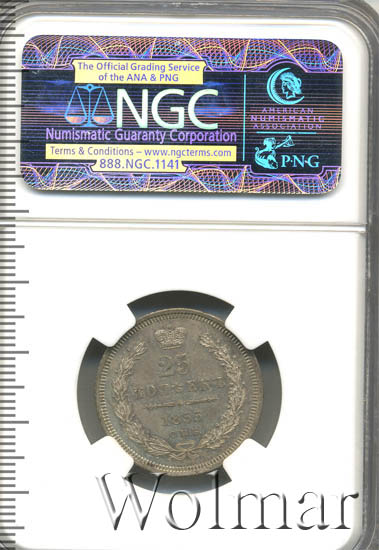 The Official Grading Service
of the ANA & PNG
NGC
Numismatic Guaranty Corporation
Terms & Conditions – www.ngcterms.com
888.NGC.1141
AMERICAN
NUMISMATIC
ASSOCIATION
P·N·G
25
КОПѢЕКЪ
Wolmar